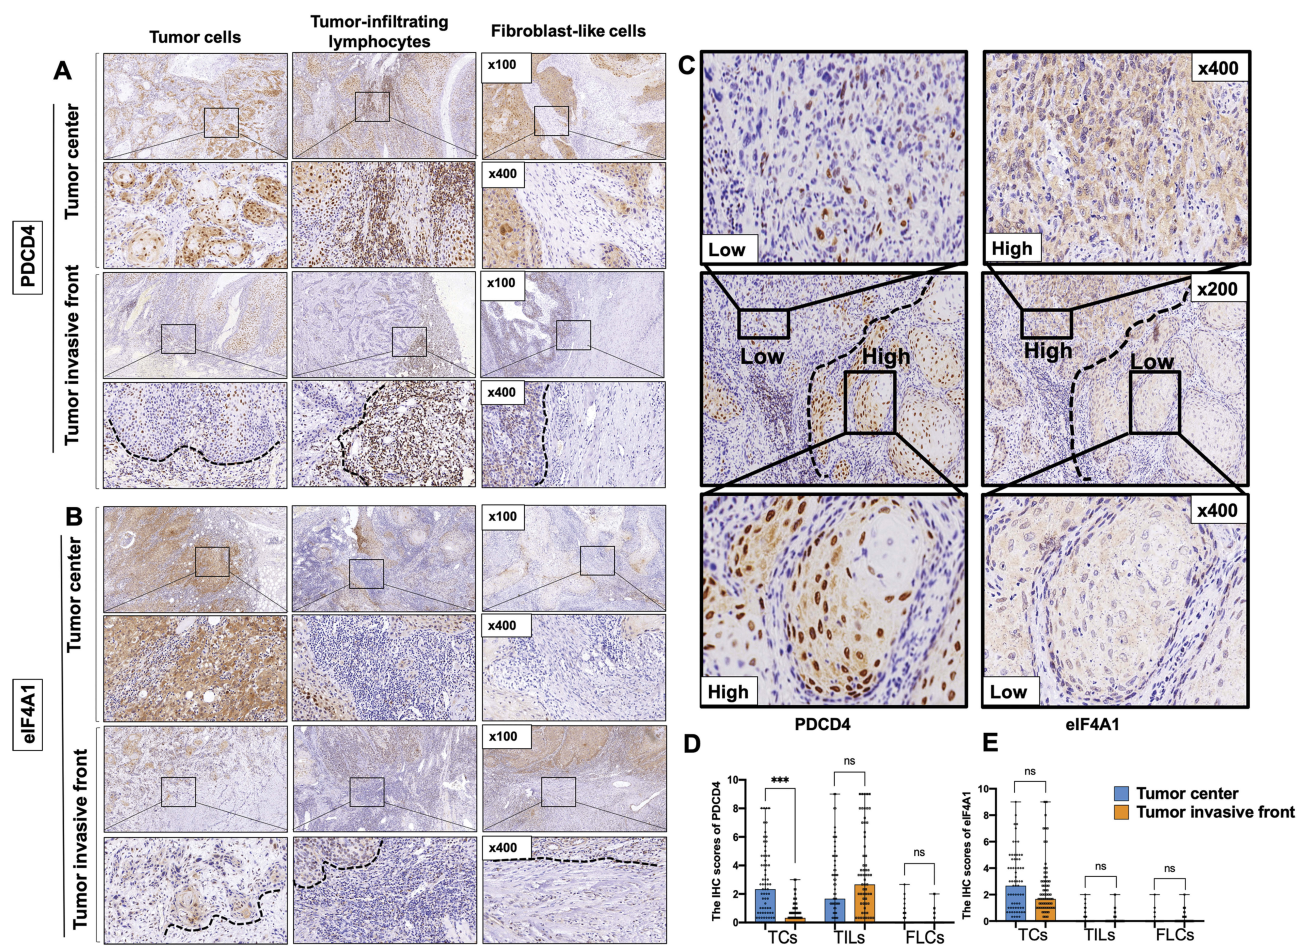 Tumor cells
Tumor-infiltrating
lymphocytes
Fibroblast-like cells
A
PDCD4
Tumor center
x100
x400
Tumor invasive front
x100
x400
B
eIF4A1
Tumor center
x100
x400
Tumor invasive front
x100
x400
C
Low
x400
High
Low
High
x200
High
Low
High
x400
Low
PDCD4
eIF4A1
D
The IHC scores of PDCD4
10
8
6
4
2
0
***
ns
ns
TCs
TILs
FLCs
E
The IHC scores of eIF4A1
10
8
6
4
2
0
ns
ns
ns
TCs
TILs
FLCs
Tumor center
Tumor invasive front